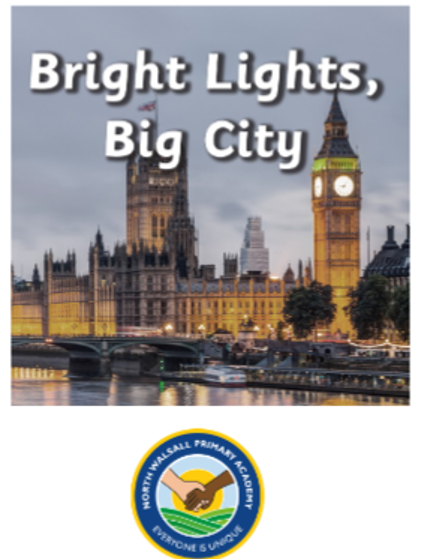 Bright Lights,
Big City
NORTH WALSALL PRIMARY ACADEMY
EVERYONE IS UNIQUE